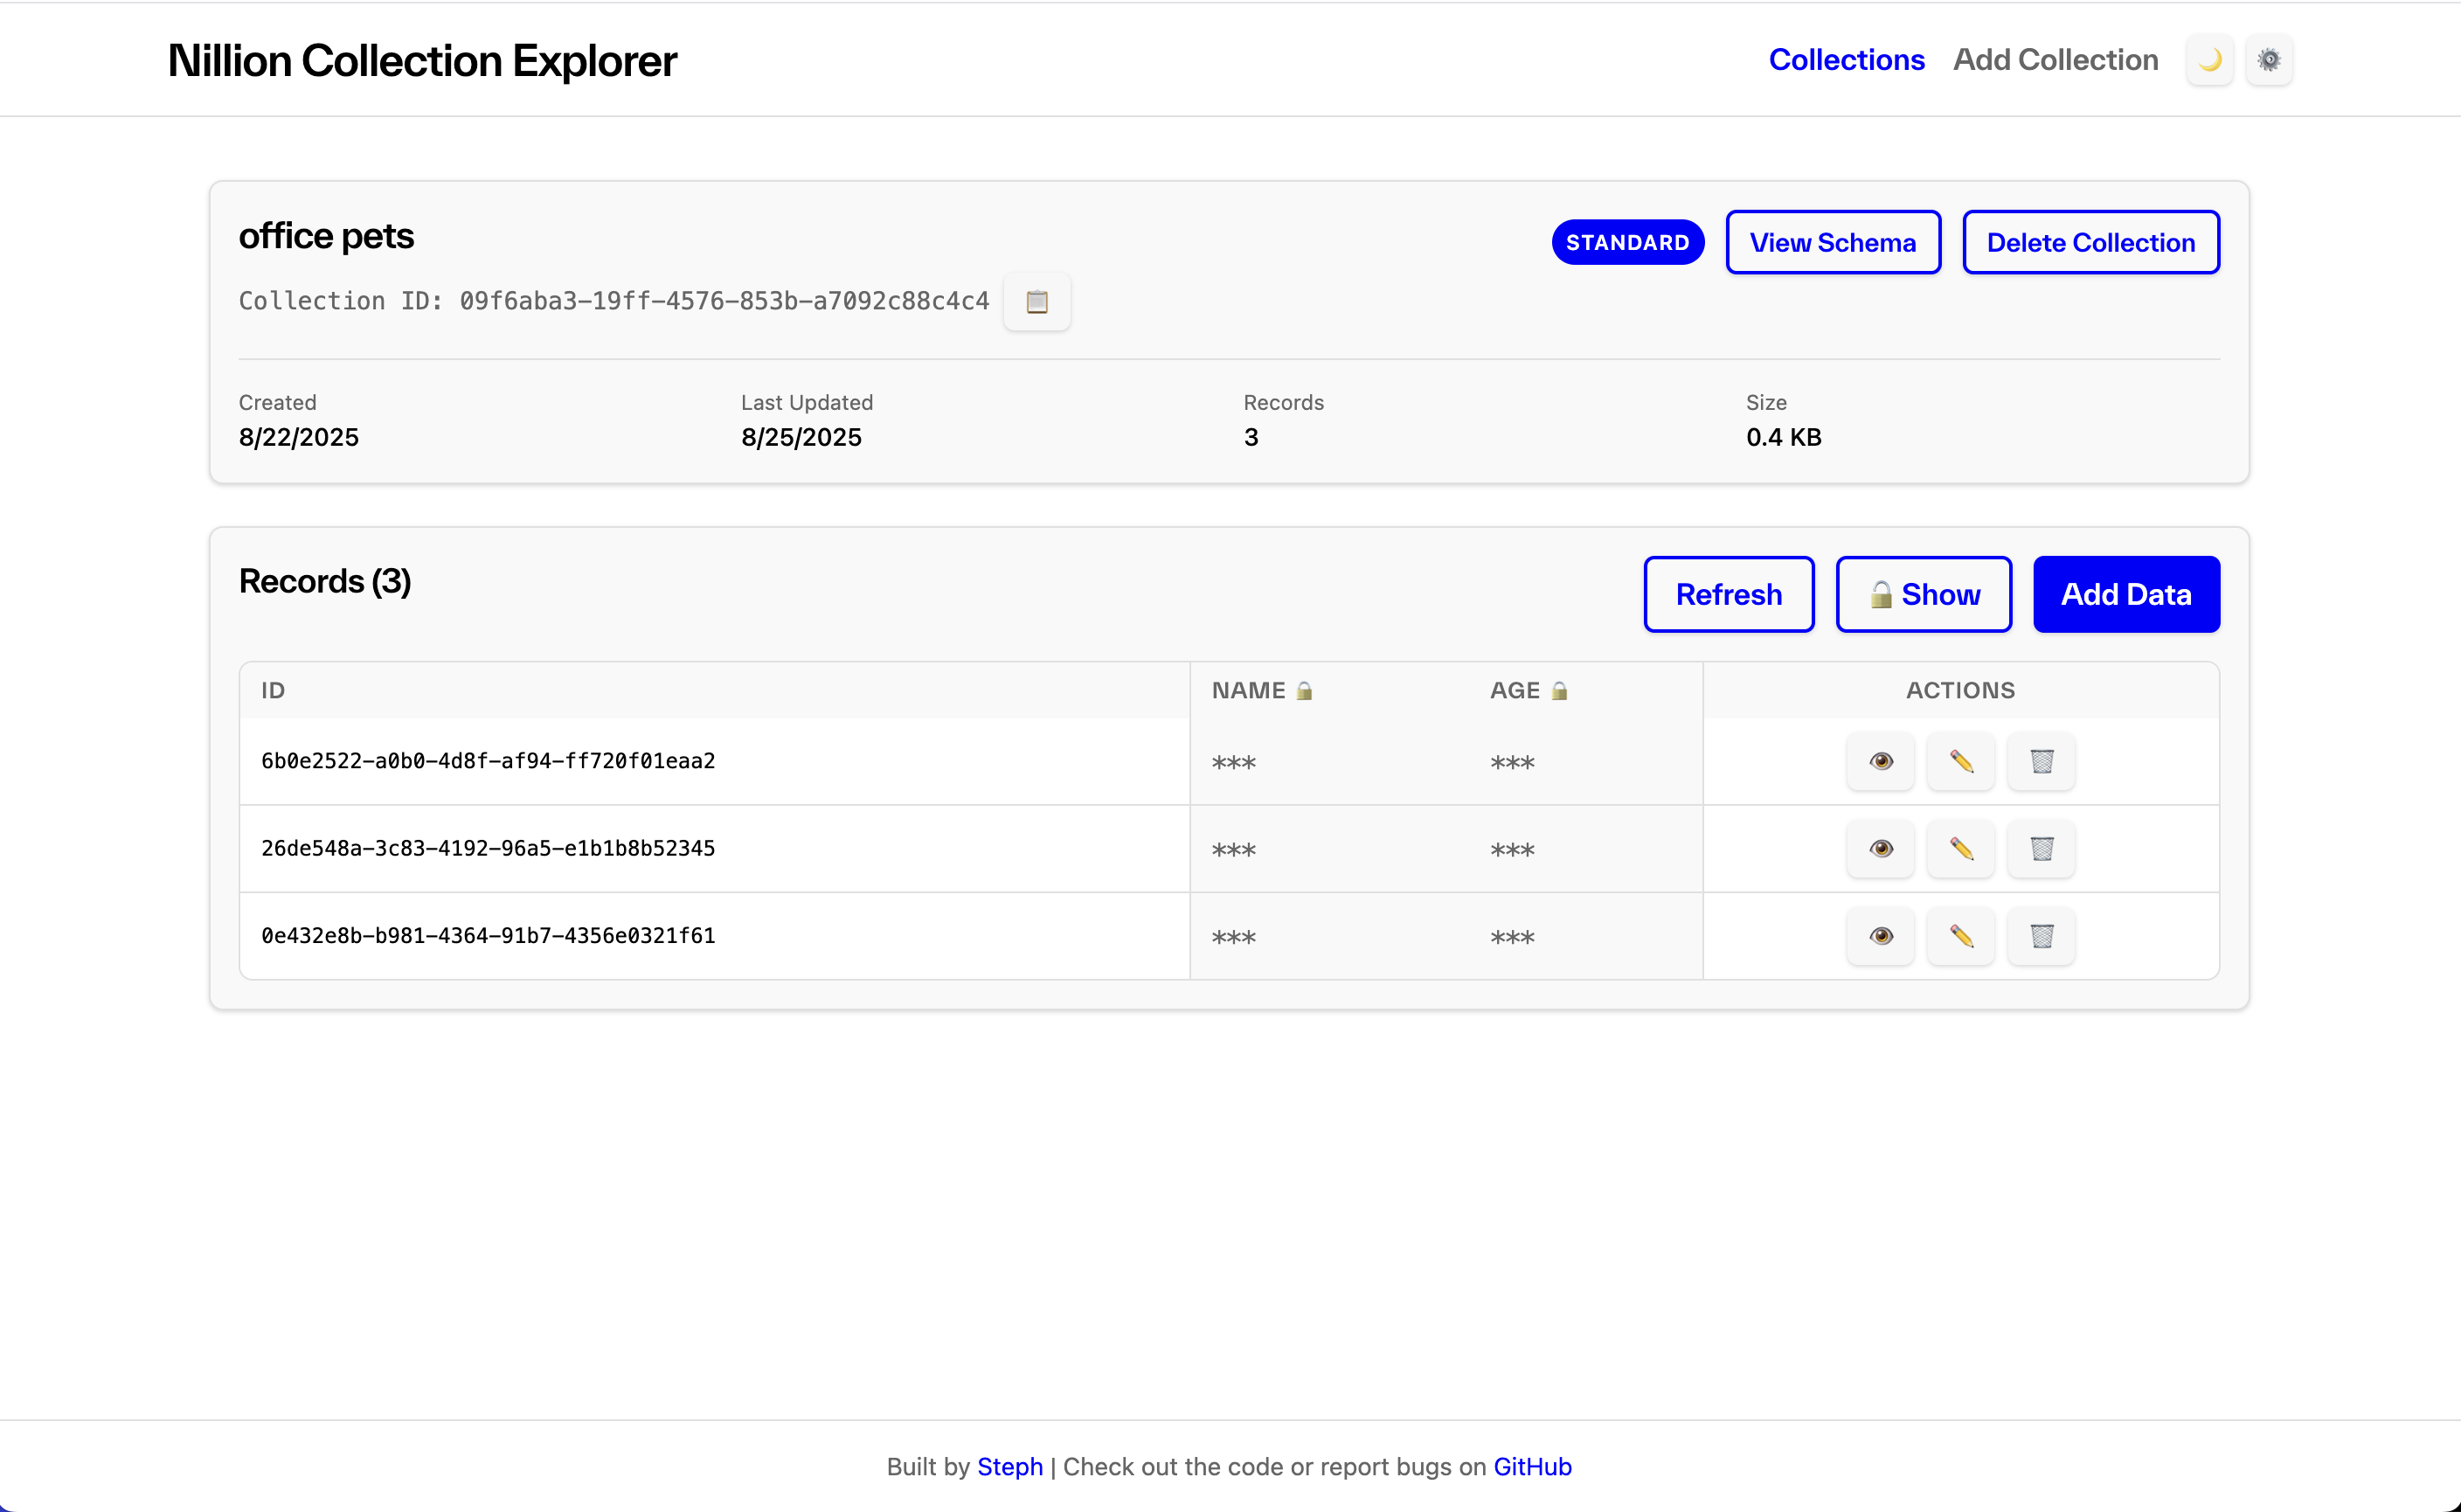 Nillion Collection Explorer
Collections Add Collection
office pets
STANDARD View Schema Delete Collection
Collection ID: 09f6aba3-19ff-4576-853b-a7092c88c4c4
Created Last Updated Records Size
8/22/2025 8/25/2025 3 0.4 KB
Records (3)
Refresh Show Add Data
ID NAME AGE ACTIONS
6b0e2522-a0b0-4d8f-af94-ff720f01eaa2 *** ***
26de548a-3c83-4192-96a5-e1b1b8b52345 *** ***
0e432e8b-b981-4364-91b7-4356e0321f61 *** ***
Built by Steph | Check out the code or report bugs on GitHub